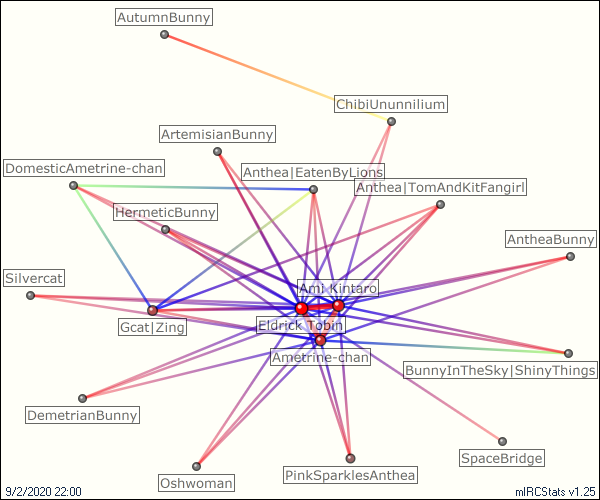 AutumnBunny
ChibiUnunnilium
ArtemisianBunny
DomesticAmetrine-chan
Anthea|EatenByLions
Anthea|TomAndKitFangirl
HermeticBunny
AntheaBunny
Silvercat
Ami Kintaro
Gcat|Zing
Eldrick Tobin
Ametrine-chan
BunnyInTheSky|ShinyThings
DemetrianBunny
SpaceBridge
PinkSparklesAnthea
Oshwoman
9/2/2020 22:00
mIRCStats v1.25